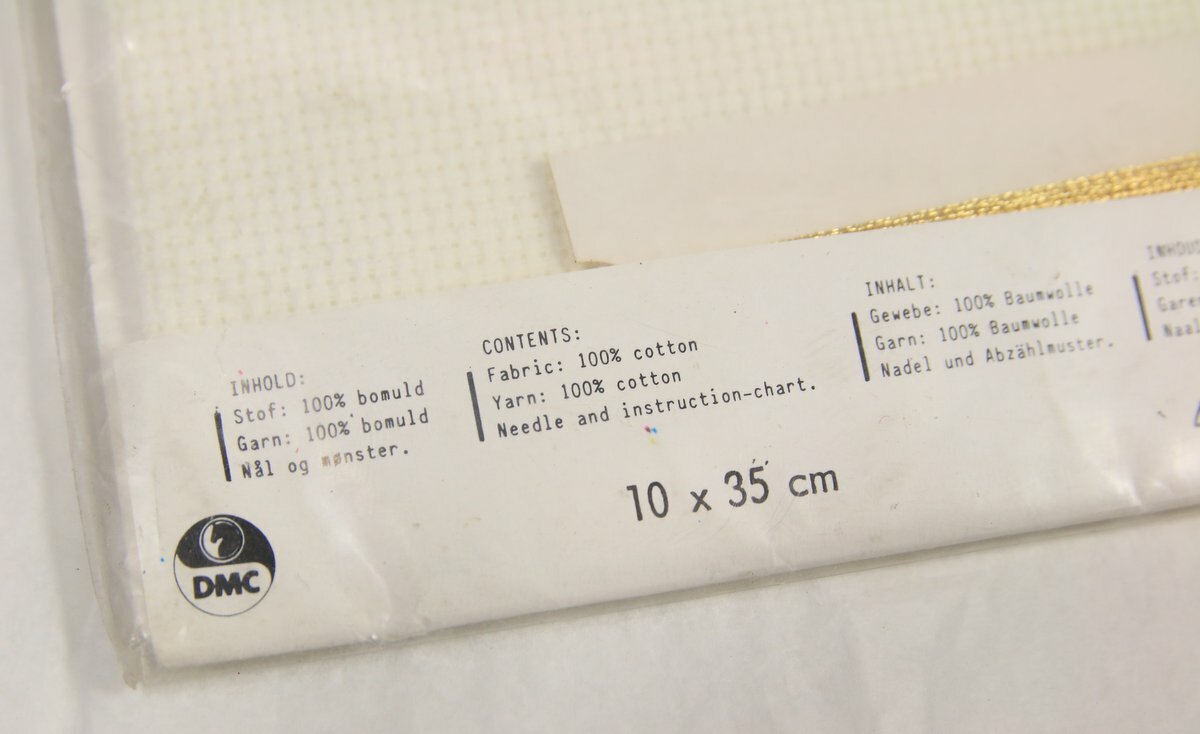 INHOLD:
Stof: 100% bomuld
Garn: 100% bomuld
Nål og mønster.
CONTENTS:
Fabric: 100% cotton
Yarn: 100% cotton
Needle and instruction-chart.
INHALT:
Gewebe: 100% Baumwolle
Garn: 100% Baumwolle
Nadel und Abzählmuster.
Stof:
10 x 35 cm
DMC